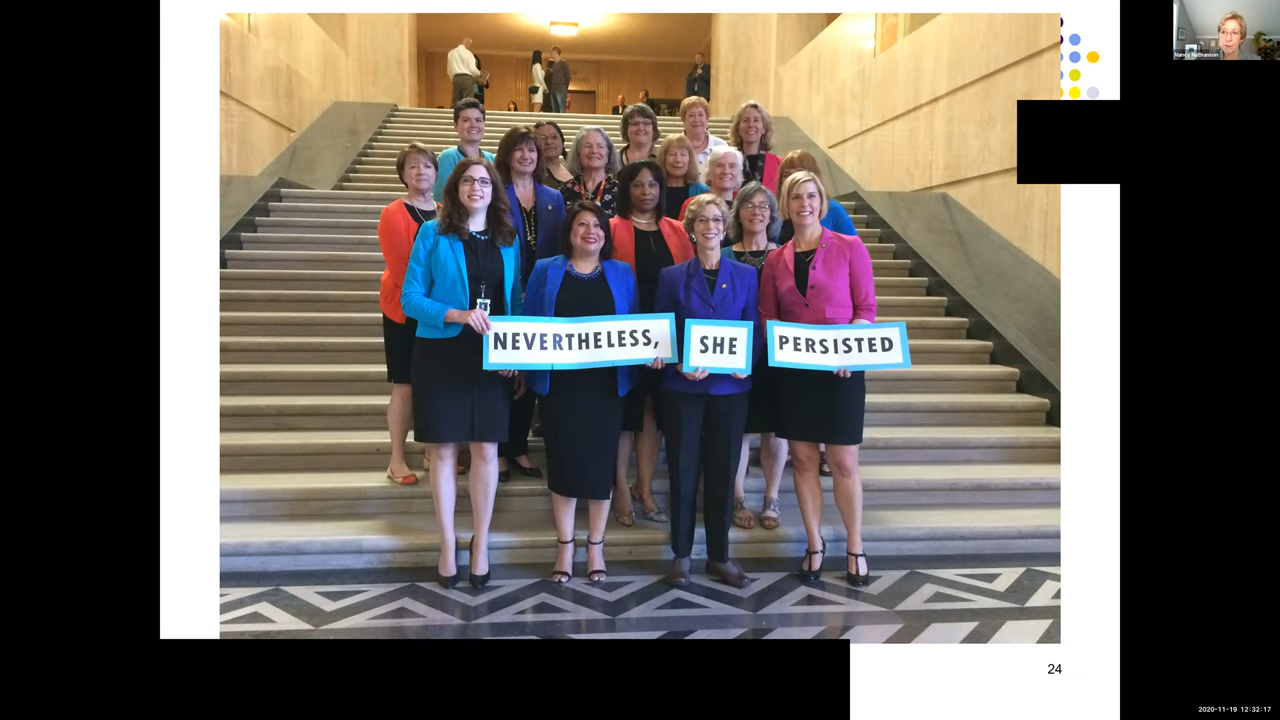 Nancy Nathanson
NEVERTHELESS,
SHE
PERSISTED
24
2020-11-19 12:32:17